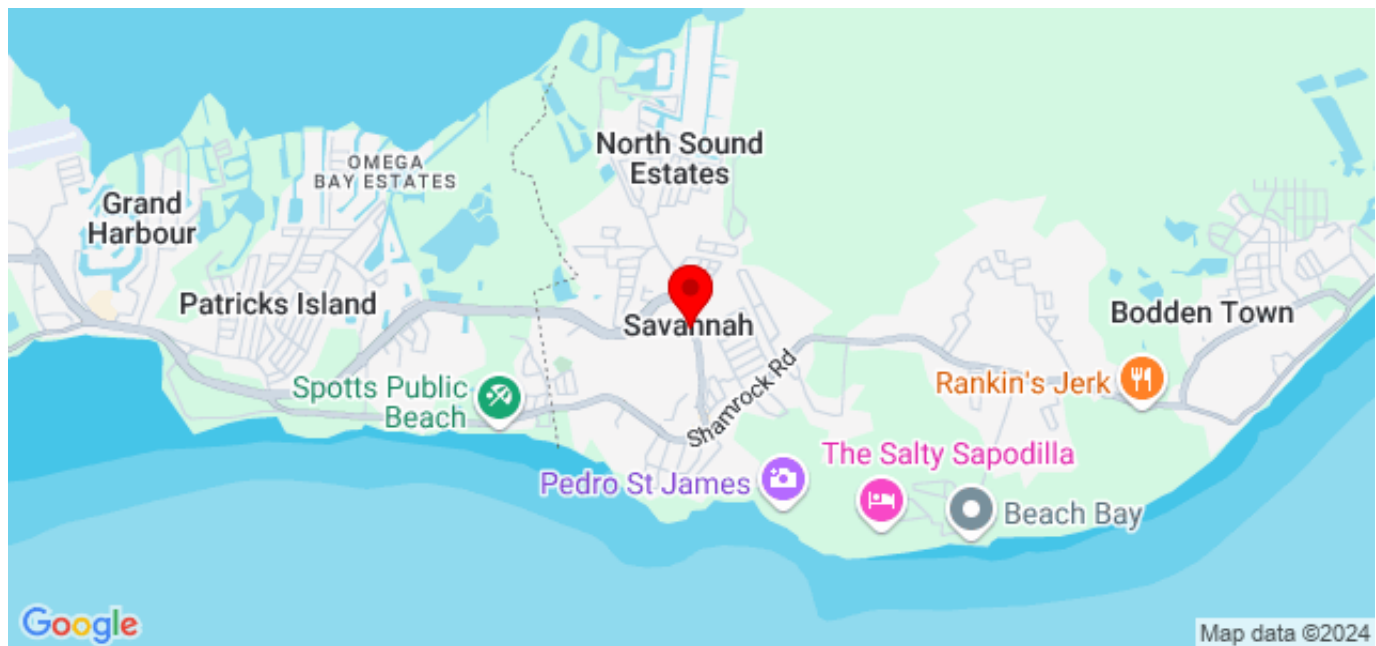 North Sound
Estates
OMEGA
BAY ESTATES
Grand
Harbour
Patricks Island
Savannah
Bodden Town
Shamrock Rd
Spotts Public
Beach
Rankin's Jerk
The Salty Sapodilla
Pedro St James
Beach Bay
Google
Map data ©2024